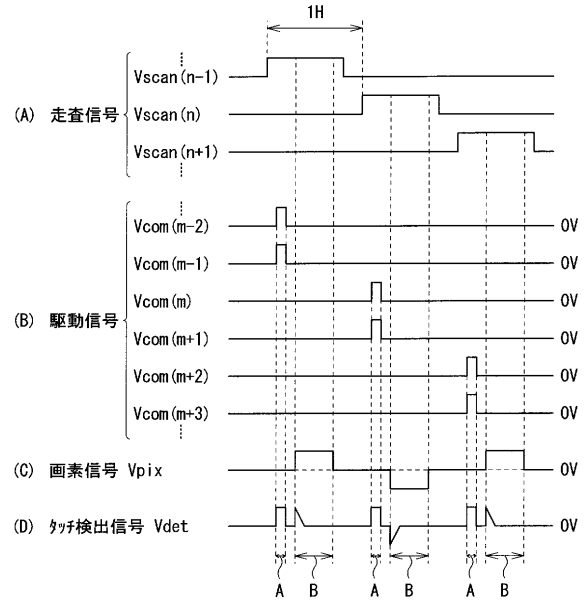 1H
Vscan(n-1)
(A) 走査信号
Vscan(n)
Vscan(n+1)
Vcom(m-2) 0V
Vcom(m-1) 0V
Vcom(m) 0V
(B) 駆動信号
Vcom(m+1) 0V
Vcom(m+2) 0V
Vcom(m+3) 0V
(C) 画素信号 Vpix 0V
(D) タッチ検出信号 Vdet 0V
A B A B A B